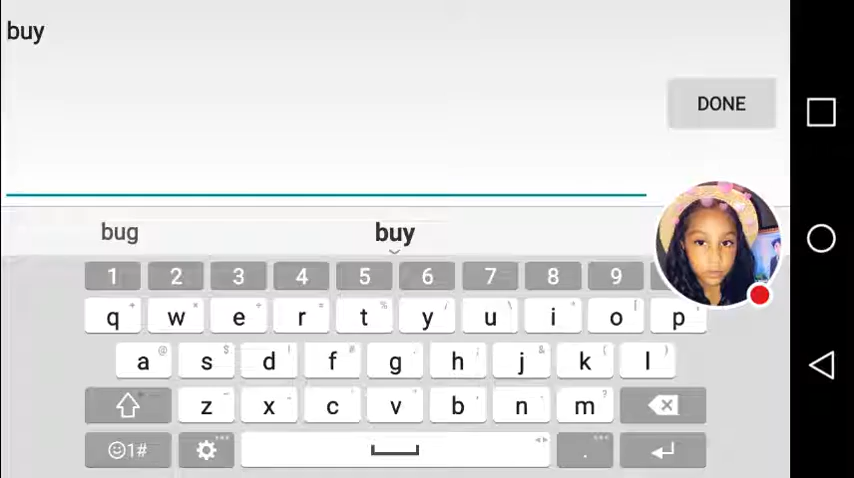 buy
DONE
bug buy
1 2 3 4 5 6 7 8 9
q w e r t y u i o p
a s d f g h j k l
z x c v b n m
1# .